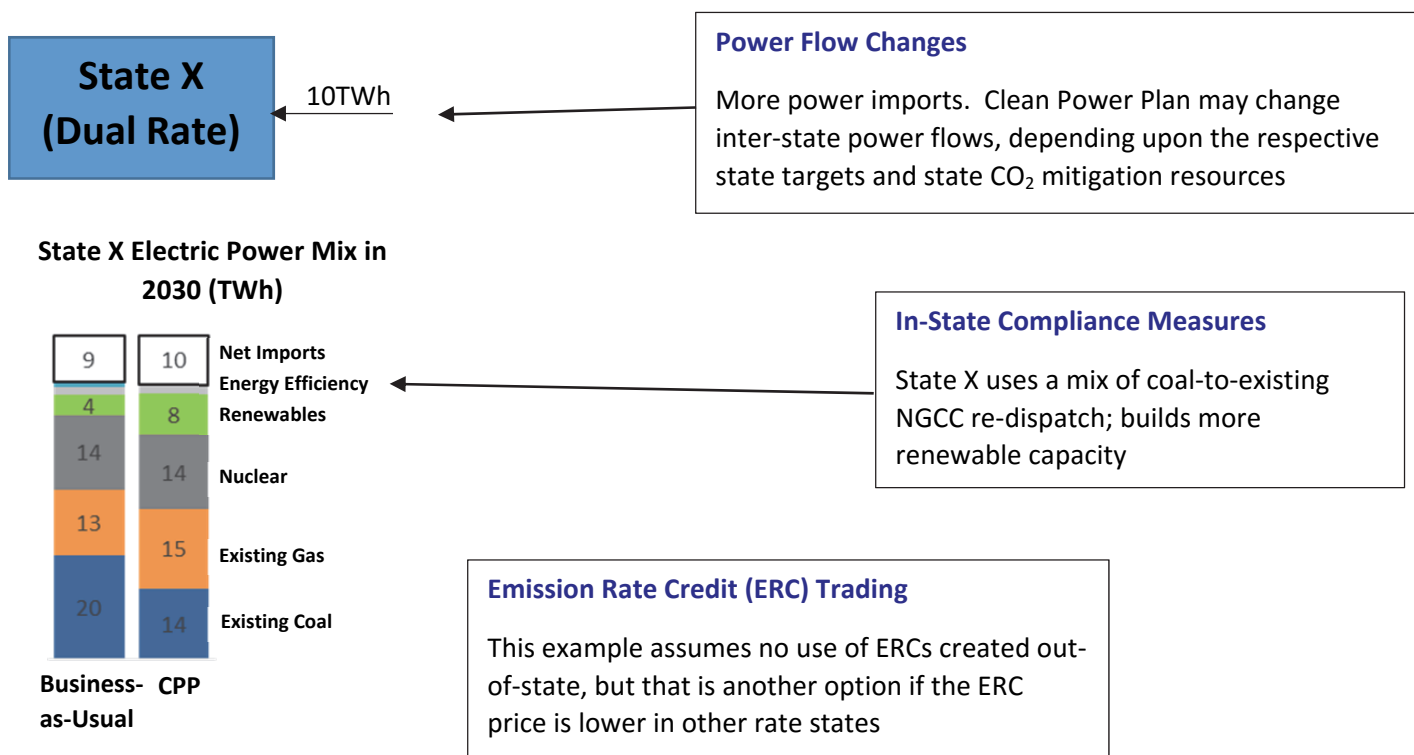 State X
(Dual Rate)
10TWh
Power Flow Changes
More power imports.  Clean Power Plan may change
inter-state power flows, depending upon the respective
state targets and state CO₂ mitigation resources
State X Electric Power Mix in
2030 (TWh)
9
10
Net Imports
Energy Efficiency
4
8
Renewables
14
14
Nuclear
13
15
Existing Gas
20
14
Existing Coal
Business-
as-Usual
CPP
In-State Compliance Measures
State X uses a mix of coal-to-existing
NGCC re-dispatch; builds more
renewable capacity
Emission Rate Credit (ERC) Trading
This example assumes no use of ERCs created out-
of-state, but that is another option if the ERC
price is lower in other rate states